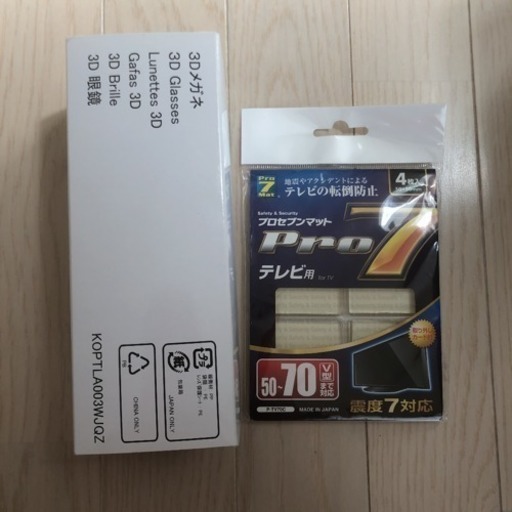 3Dメガネ
3D Glasses
Lunettes 3D
Gafas 3D
3D Brille
3D 眼鏡
KOPTLA003WJQZ
CHINA ONLY
JAPAN ONLY
Pro
7
Mat
地震やアクシデントによる
テレビの転倒防止
4枚入
Safety & Security
プロセブンマット
Pro7
テレビ用
for TV
50~70
V型
まで
対応
MADE IN JAPAN
震度7対応